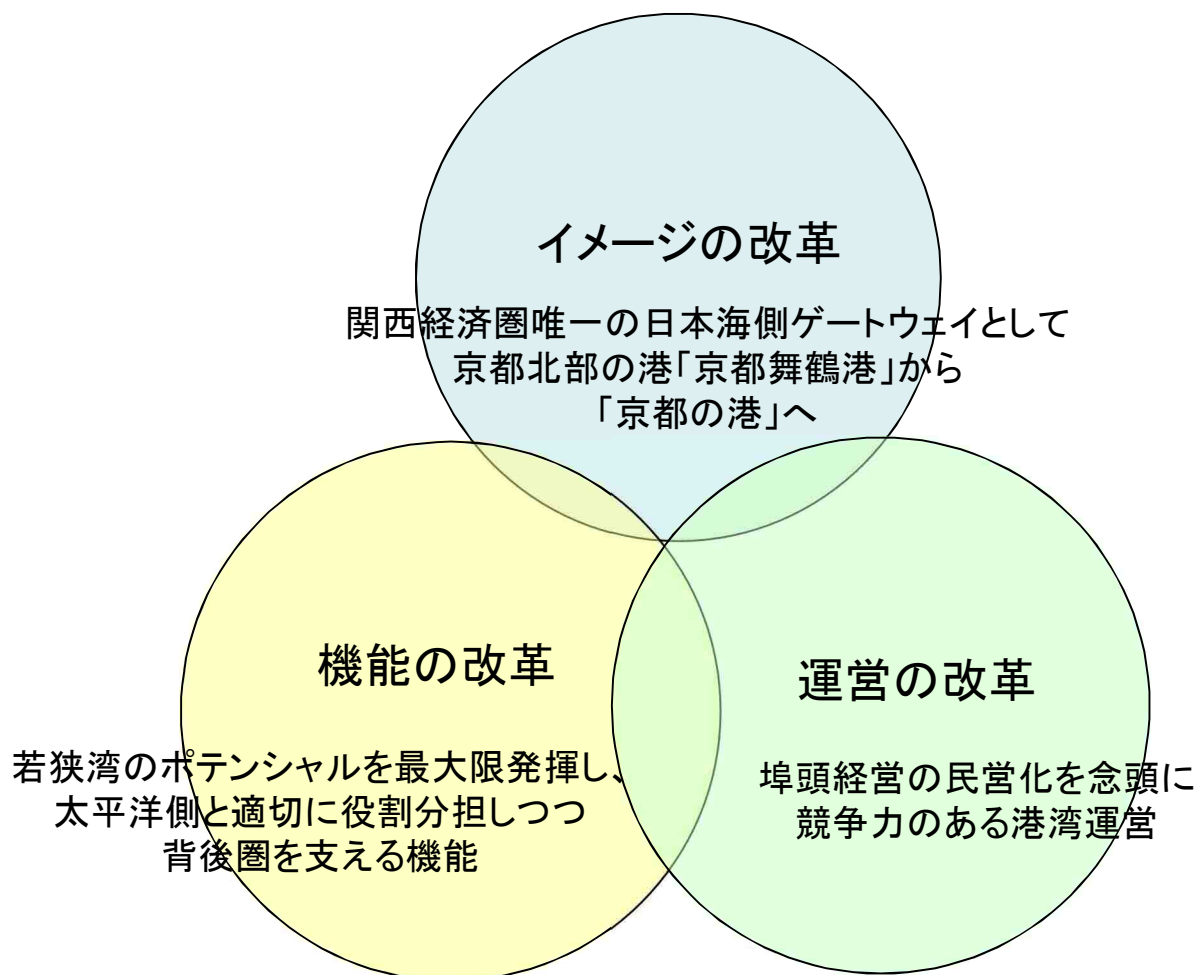 イメージの改革
関西経済圏唯一の日本海側ゲートウェイとして
京都北部の港「京都舞鶴港」から
「京都の港」へ
機能の改革
若狭湾のポテンシャルを最大限発揮し、
太平洋側と適切に役割分担しつつ
背後圏を支える機能
運営の改革
埠頭経営の民営化を念頭に
競争力のある港湾運営